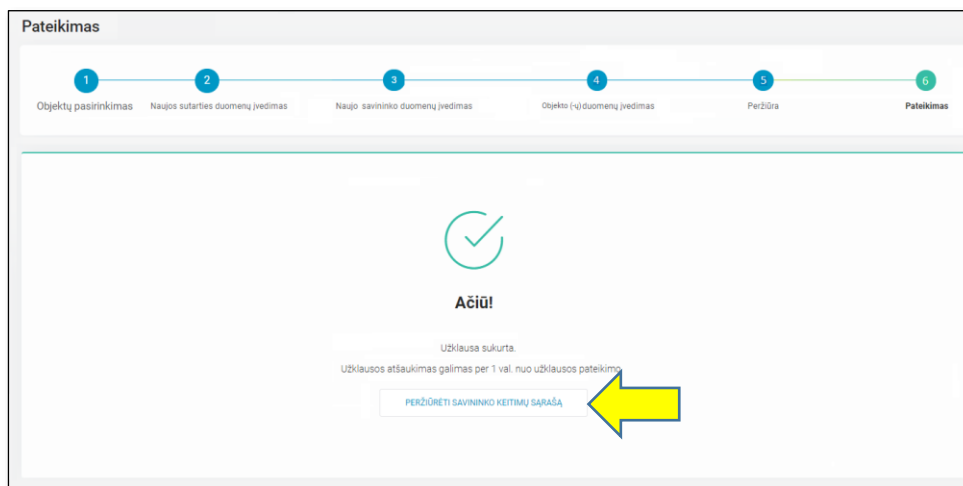 Pateikimas
1 2 3 4 5 6
Objektų pasirinkimas Naujos sutarties duomenų įvedimas Naujo savininko duomenų įvedimas Objekto (-ų) duomenų įvedimas Peržiūra Pateikimas
Ačiū!
Užklausa sukurta.
Užklausos atšaukimas galimas per 1 val. nuo užklausos pateikimo.
PERŽIŪRĖTI SAVININKO KEITIMŲ SĄRAŠĄ